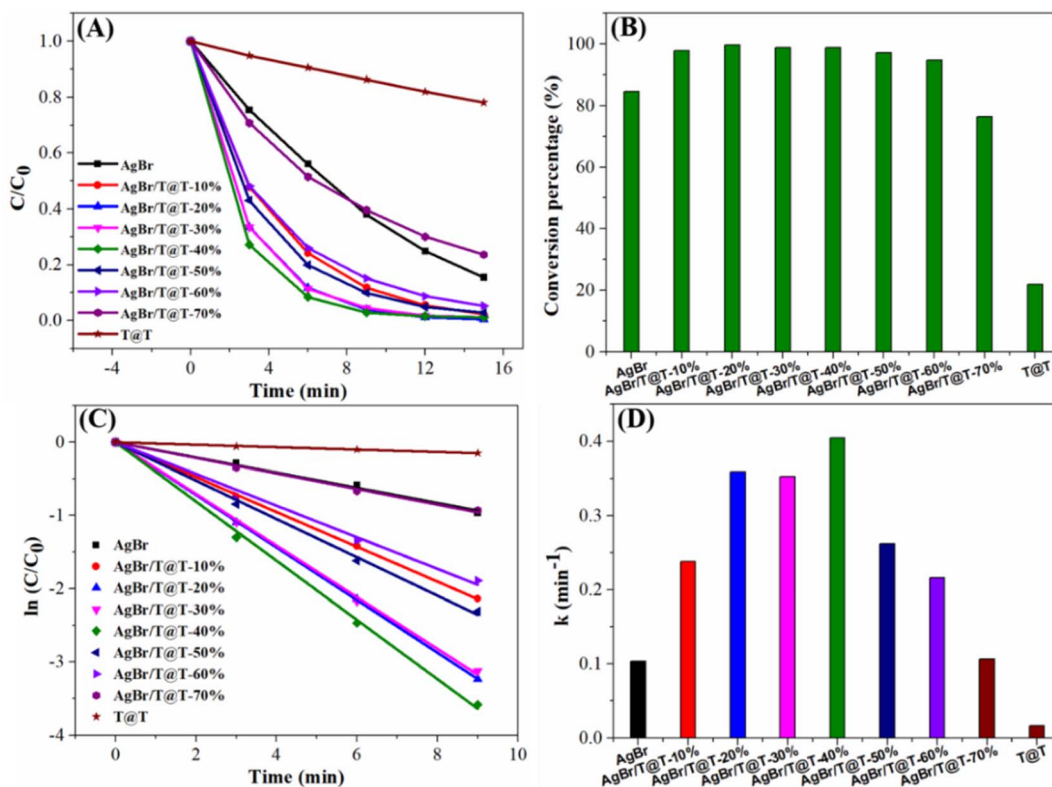 (A)
C/C0
1.0
0.8
0.6
0.4
0.2
0.0
AgBr
AgBr/T@T-10%
AgBr/T@T-20%
AgBr/T@T-30%
AgBr/T@T-40%
AgBr/T@T-50%
AgBr/T@T-60%
AgBr/T@T-70%
T@T
-4 0 4 8 12 16
Time (min)
(B)
Conversion percentage (%)
100
80
60
40
20
0
AgBr
AgBr/T@T-10%
AgBr/T@T-20%
AgBr/T@T-30%
AgBr/T@T-40%
AgBr/T@T-50%
AgBr/T@T-60%
AgBr/T@T-70%
T@T
(C)
ln (C/C0)
0
-1
-2
-3
-4
AgBr
AgBr/T@T-10%
AgBr/T@T-20%
AgBr/T@T-30%
AgBr/T@T-40%
AgBr/T@T-50%
AgBr/T@T-60%
AgBr/T@T-70%
T@T
0 2 4 6 8 10
Time (min)
(D)
k (min-1)
0.4
0.3
0.2
0.1
0.0
AgBr
AgBr/T@T-10%
AgBr/T@T-20%
AgBr/T@T-30%
AgBr/T@T-40%
AgBr/T@T-50%
AgBr/T@T-60%
AgBr/T@T-70%
T@T